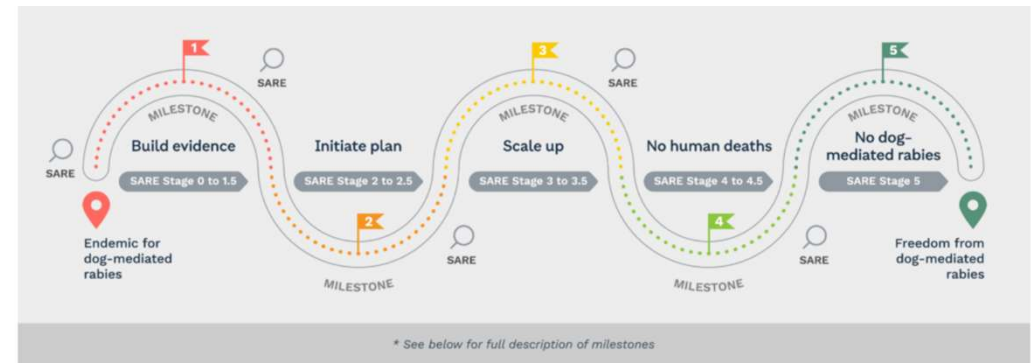 1
3
5
SARE
SARE
SARE
MILESTONE
MILESTONE
MILESTONE
Build evidence
Initiate plan
Scale up
No human deaths
No dog-
mediated rabies
SARE Stage 0 to 1.5
SARE Stage 2 to 2.5
SARE Stage 3 to 3.5
SARE Stage 4 to 4.5
SARE Stage 5
2
4
Endemic for
dog-mediated
rabies
SARE
SARE
Freedom from
dog-mediated
rabies
MILESTONE
MILESTONE
* See below for full description of milestones